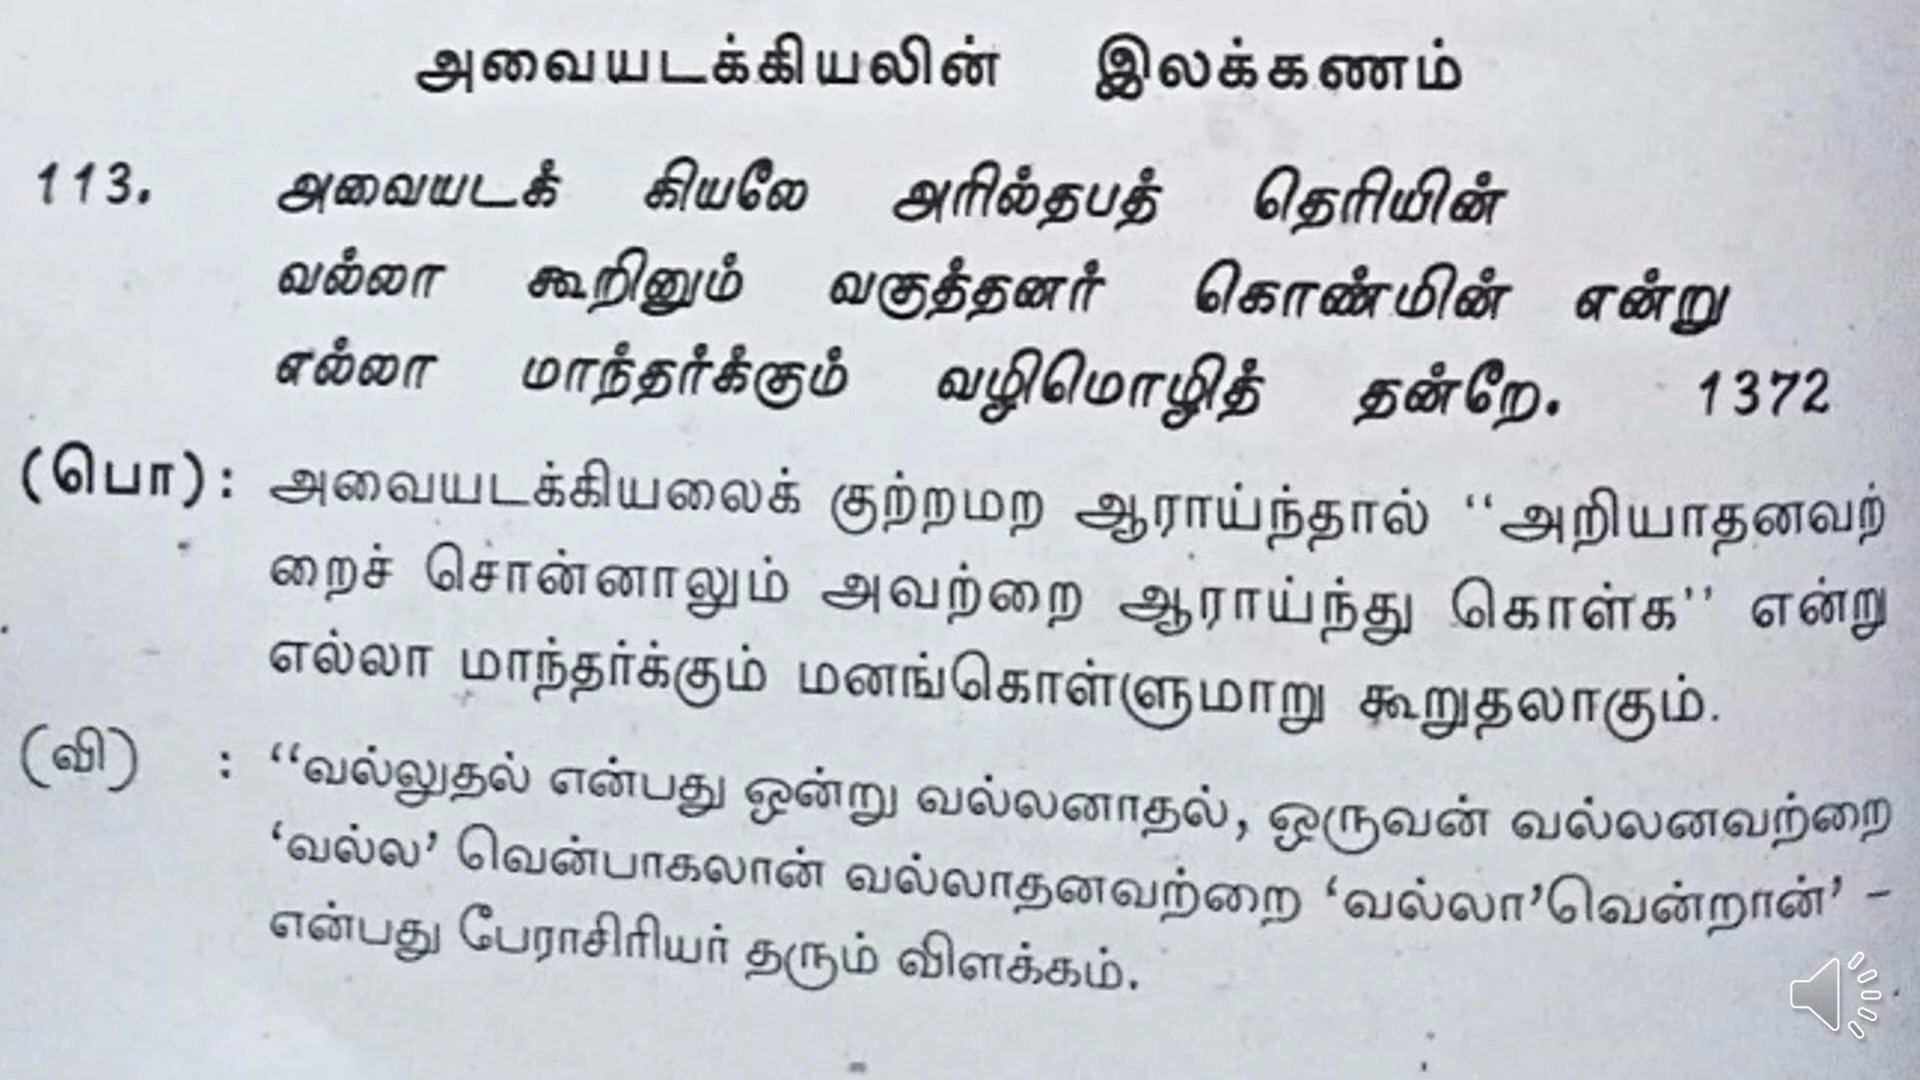 அவையடக்கியலின் இலக்கணம்
113. அவையடக் கியலே அரில்தபத் தெரியின்
வல்லா கூறினும் வகுத்தனர் கொண்மின் என்று
எல்லா மாந்தர்க்கும் வழிமொழித் தன்றே. 1372
(பொ): அவையடக்கியலைக் குற்றமற ஆராய்ந்தால் “அறியாதனவற்
றைச் சொன்னாலும் அவற்றை ஆராய்ந்து கொள்க” என்று
எல்லா மாந்தர்க்கும் மனங்கொள்ளுமாறு கூறுதலாகும்.
(வி) : “வல்லுதல் என்பது ஒன்று வல்லனாதல், ஒருவன் வல்லனவற்றை
‘வல்ல’ வென்பாகலான் வல்லாதனவற்றை ‘வல்லா’வென்றான்’ –
என்பது பேராசிரியர் தரும் விளக்கம்.